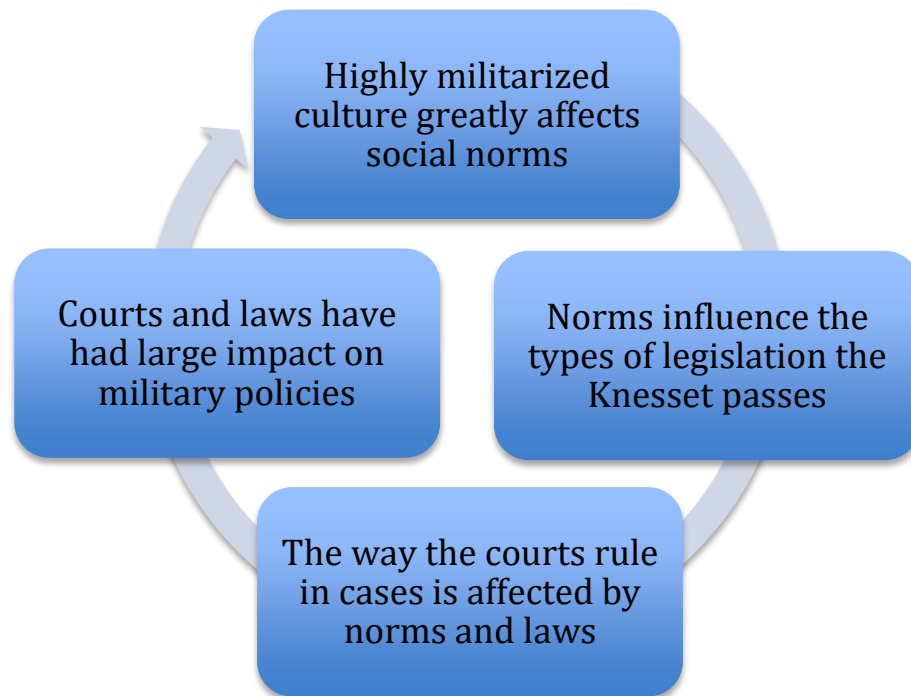 Highly militarized
culture greatly affects
social norms
Norms influence the
types of legislation the
Knesset passes
The way the courts rule
in cases is affected by
norms and laws
Courts and laws have
had large impact on
military policies